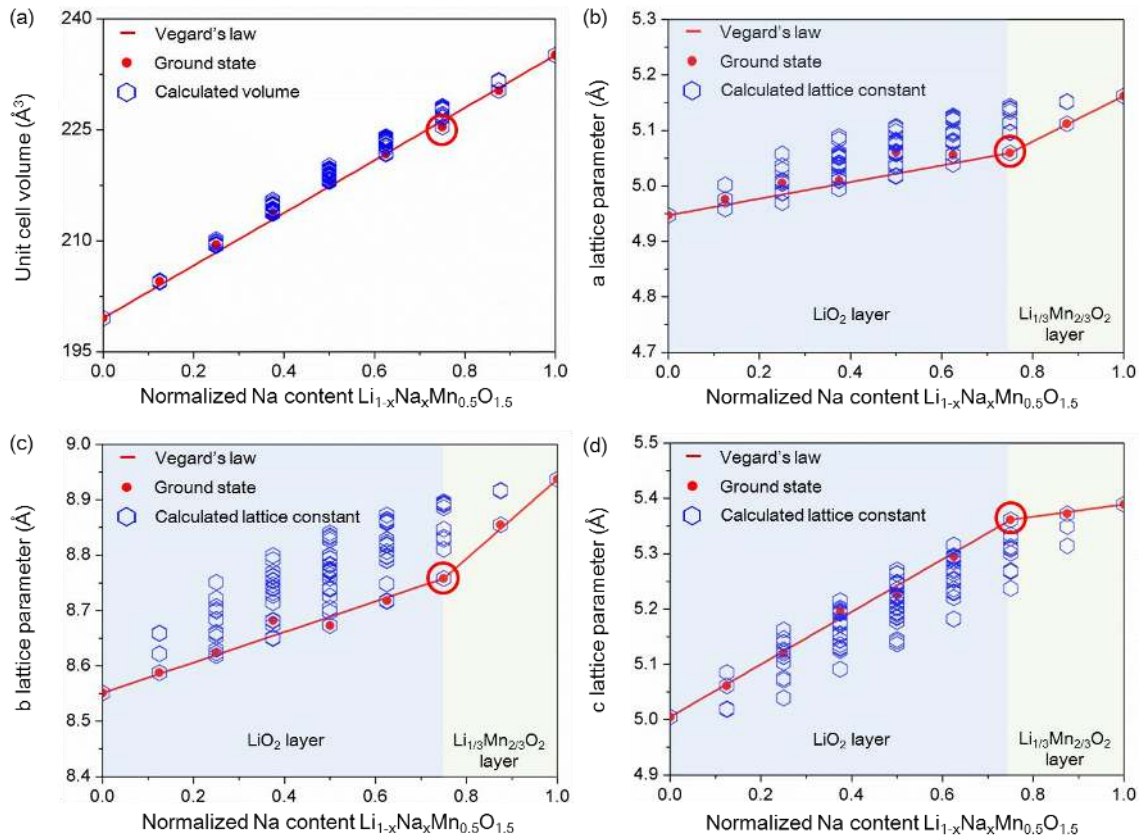 (a)
240
225
210
195
Unit cell volume (Å³)
Vegard's law
Ground state
Calculated volume
0.0 0.2 0.4 0.6 0.8 1.0
Normalized Na content Li₁₋ₓNaₓMn₀.₅O₁.₅
(b)
5.3
5.2
5.1
5.0
4.9
4.8
4.7
a lattice parameter (Å)
Vegard's law
Ground state
Calculated lattice constant
LiO₂ layer
Li₁/₃Mn₂/₃O₂
layer
0.0 0.2 0.4 0.6 0.8 1.0
Normalized Na content Li₁₋ₓNaₓMn₀.₅O₁.₅
(c)
9.0
8.9
8.8
8.7
8.6
8.5
8.4
b lattice parameter (Å)
Vegard's law
Ground state
Calculated lattice constant
LiO₂ layer
Li₁/₃Mn₂/₃O₂
layer
0.0 0.2 0.4 0.6 0.8 1.0
Normalized Na content Li₁₋ₓNaₓMn₀.₅O₁.₅
(d)
5.5
5.4
5.3
5.2
5.1
5.0
4.9
c lattice parameter (Å)
Vegard's law
Ground state
Calculated lattice constant
LiO₂ layer
Li₁/₃Mn₂/₃O₂
layer
0.0 0.2 0.4 0.6 0.8 1.0
Normalized Na content Li₁₋ₓNaₓMn₀.₅O₁.₅